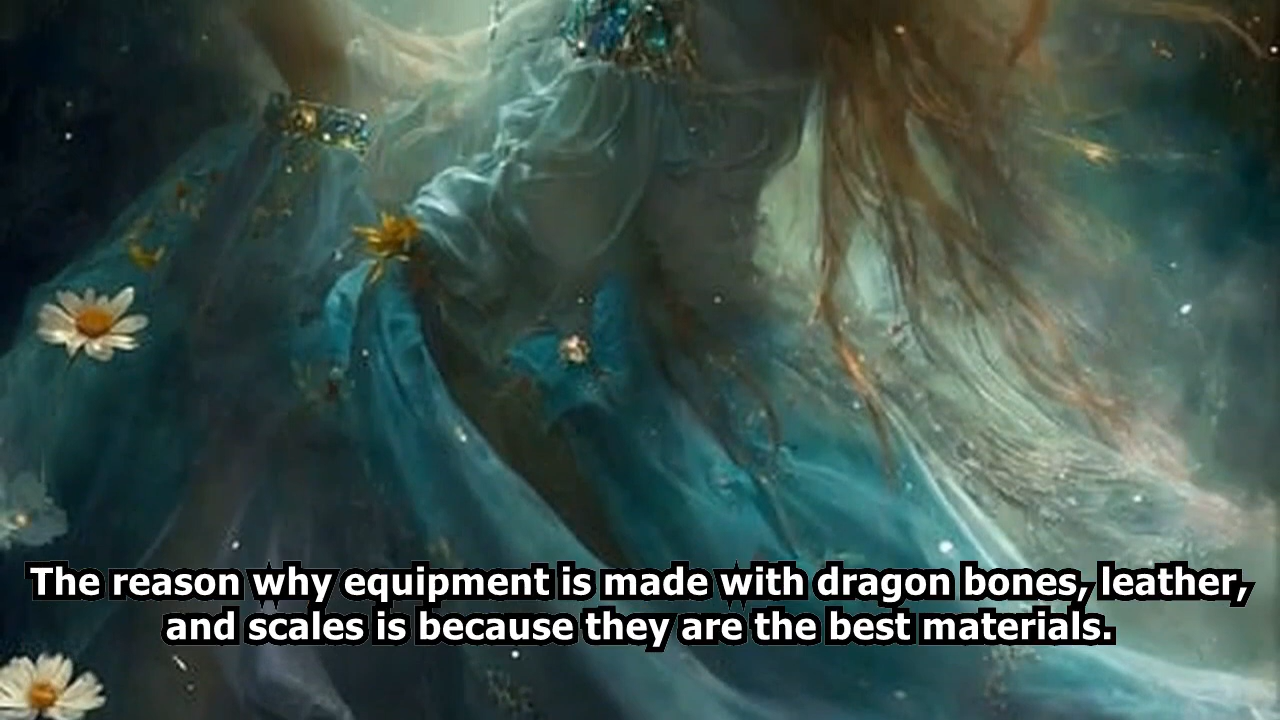 The reason why equipment is made with dragon bones, leather,
and scales is because they are the best materials.